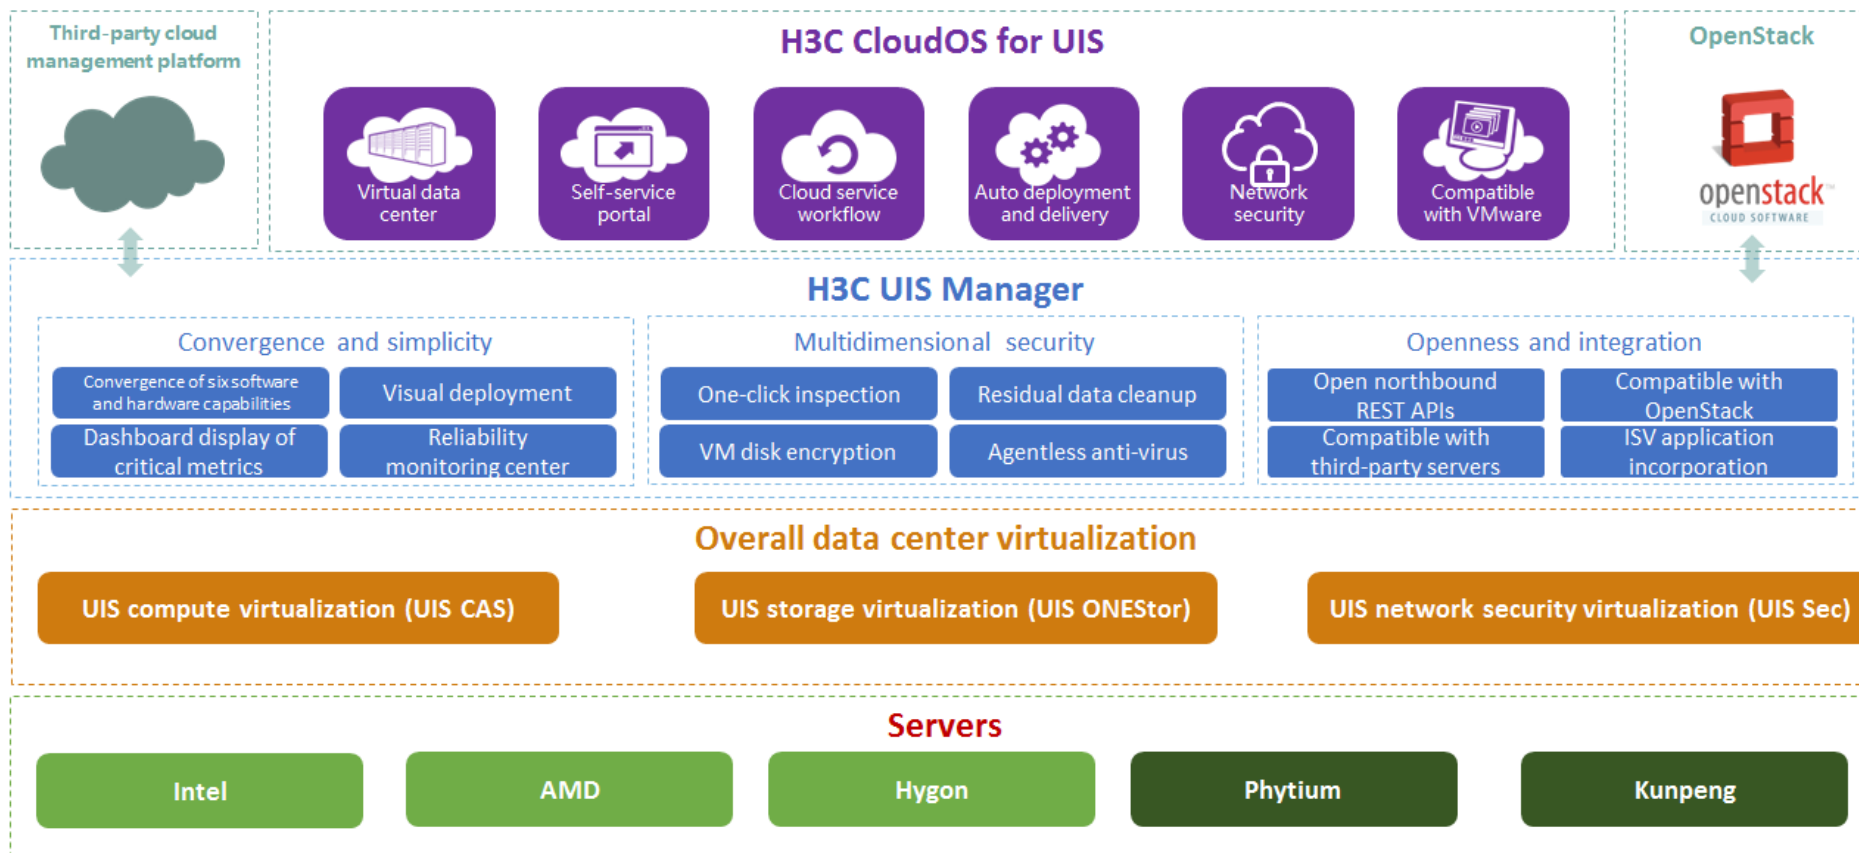 Third-party cloud
management platform
H3C CloudOS for UIS
Virtual data
center
Self-service
portal
Cloud service
workflow
Auto deployment
and delivery
Network
security
Compatible
with VMware
OpenStack
openstack™
CLOUD SOFTWARE
H3C UIS Manager
Convergence and simplicity
Convergence of six software
and hardware capabilities
Visual deployment
Dashboard display of
critical metrics
Reliability
monitoring center
Multidimensional security
One-click inspection
Residual data cleanup
VM disk encryption
Agentless anti-virus
Openness and integration
Open northbound
REST APIs
Compatible with
OpenStack
Compatible with
third-party servers
ISV application
incorporation
Overall data center virtualization
UIS compute virtualization (UIS CAS)
UIS storage virtualization (UIS ONEStor)
UIS network security virtualization (UIS Sec)
Servers
Intel
AMD
Hygon
Phytium
Kunpeng